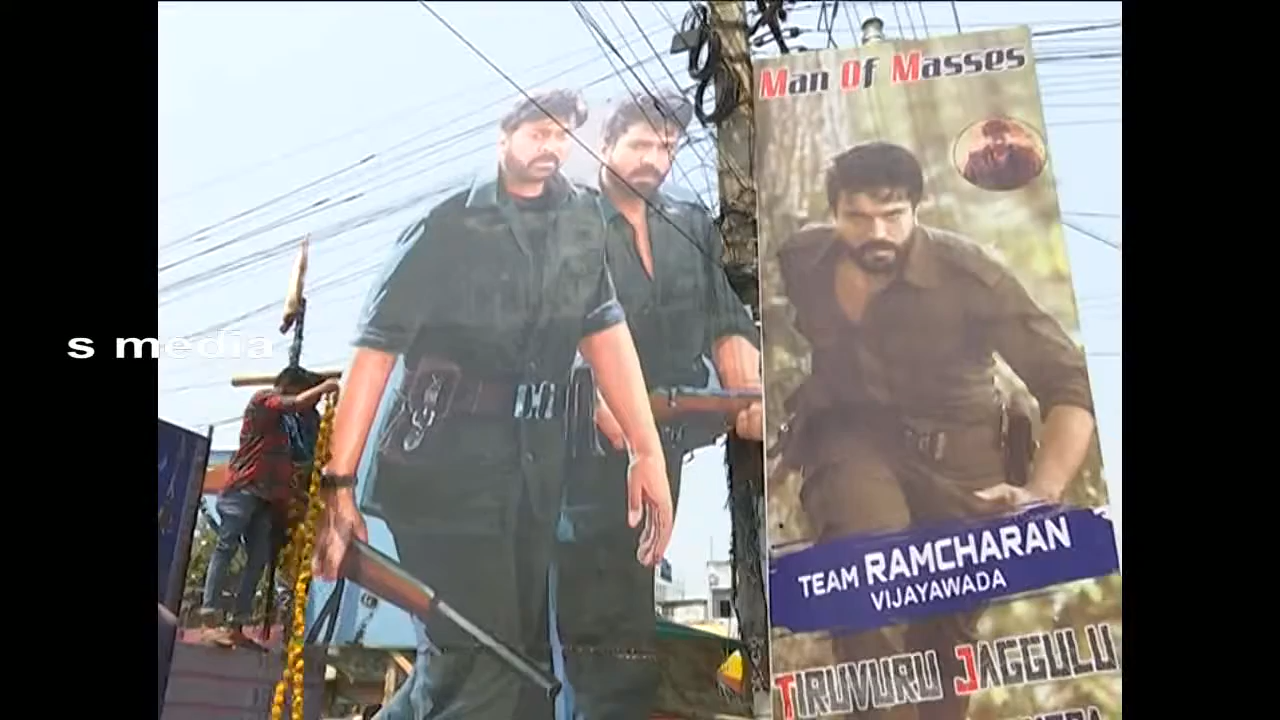 Man Of Masses
s media
TEAM RAMCHARAN
VIJAYAWADA
TIRUVURU JAGGULU